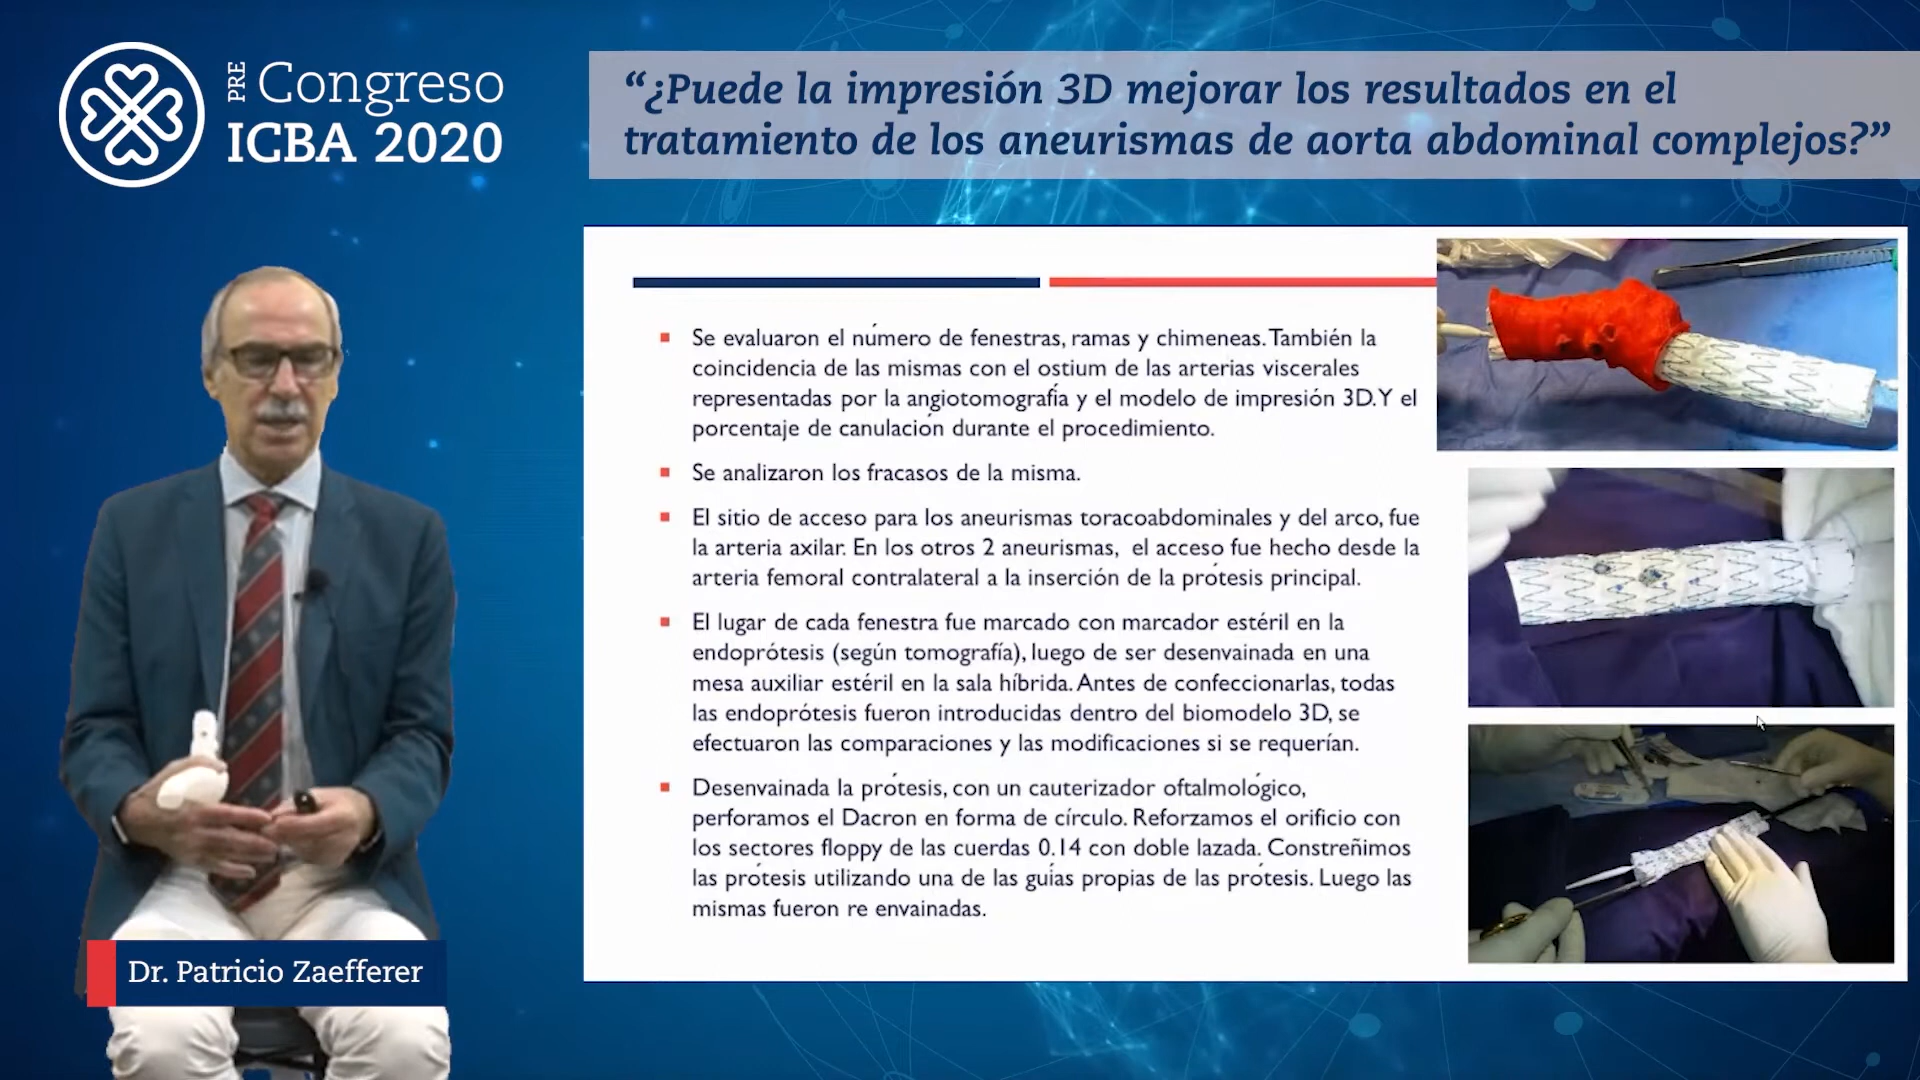 PRE Congreso
ICBA 2020
“¿Puede la impresión 3D mejorar los resultados en el
tratamiento de los aneurismas de aorta abdominal complejos?”
Se evaluaron el número de fenestras, ramas y chimeneas. También la
coincidencia de las mismas con el ostium de las arterias viscerales
representadas por la angiotomografía y el modelo de impresión 3D. Y el
porcentaje de canulación durante el procedimiento.
Se analizaron los fracasos de la misma.
El sitio de acceso para los aneurismas toracoabdominales y del arco, fue
la arteria axilar. En los otros 2 aneurismas, el acceso fue hecho desde la
arteria femoral contralateral a la inserción de la prótesis principal.
El lugar de cada fenestra fue marcado con marcador estéril en la
endoprótesis (según tomografía), luego de ser desenvainada en una
mesa auxiliar estéril en la sala híbrida. Antes de confeccionarlas, todas
las endoprótesis fueron introducidas dentro del biomodelo 3D, se
efectuaron las comparaciones y las modificaciones si se requerían.
Desenvainada la prótesis, con un cauterizador oftalmológico,
perforamos el Dacron en forma de círculo. Reforzamos el orificio con
los sectores floppy de las cuerdas 0.14 con doble lazada. Constreñimos
las prótesis utilizando una de las guías propias de las prótesis. Luego las
mismas fueron re envainadas.
Dr. Patricio Zaefferer